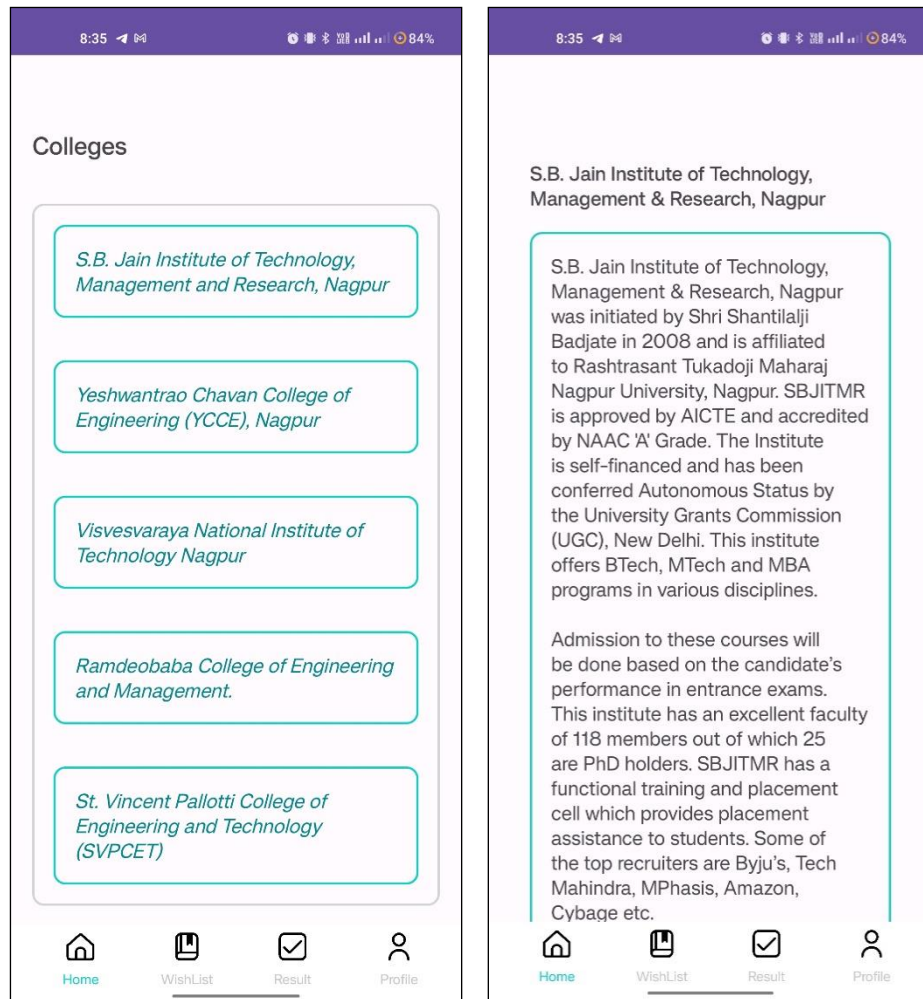 8:35
84%
Colleges
S.B. Jain Institute of Technology,
Management and Research, Nagpur
Yeshwantrao Chavan College of
Engineering (YCCE), Nagpur
Visvesvaraya National Institute of
Technology Nagpur
Ramdeobaba College of Engineering
and Management.
St. Vincent Pallotti College of
Engineering and Technology
(SVPCET)
Home
WishList
Result
Profile
8:35
84%
S.B. Jain Institute of Technology,
Management & Research, Nagpur
S.B. Jain Institute of Technology,
Management & Research, Nagpur
was initiated by Shri Shantilalji
Badjate in 2008 and is affiliated
to Rashtrasant Tukadoji Maharaj
Nagpur University, Nagpur. SBJITMR
is approved by AICTE and accredited
by NAAC 'A' Grade. The Institute
is self-financed and has been
conferred Autonomous Status by
the University Grants Commission
(UGC), New Delhi. This institute
offers BTech, MTech and MBA
programs in various disciplines.
Admission to these courses will
be done based on the candidate’s
performance in entrance exams.
This institute has an excellent faculty
of 118 members out of which 25
are PhD holders. SBJITMR has a
functional training and placement
cell which provides placement
assistance to students. Some of
the top recruiters are Byju’s, Tech
Mahindra, MPhasis, Amazon,
Cybage etc.
Home
WishList
Result
Profile